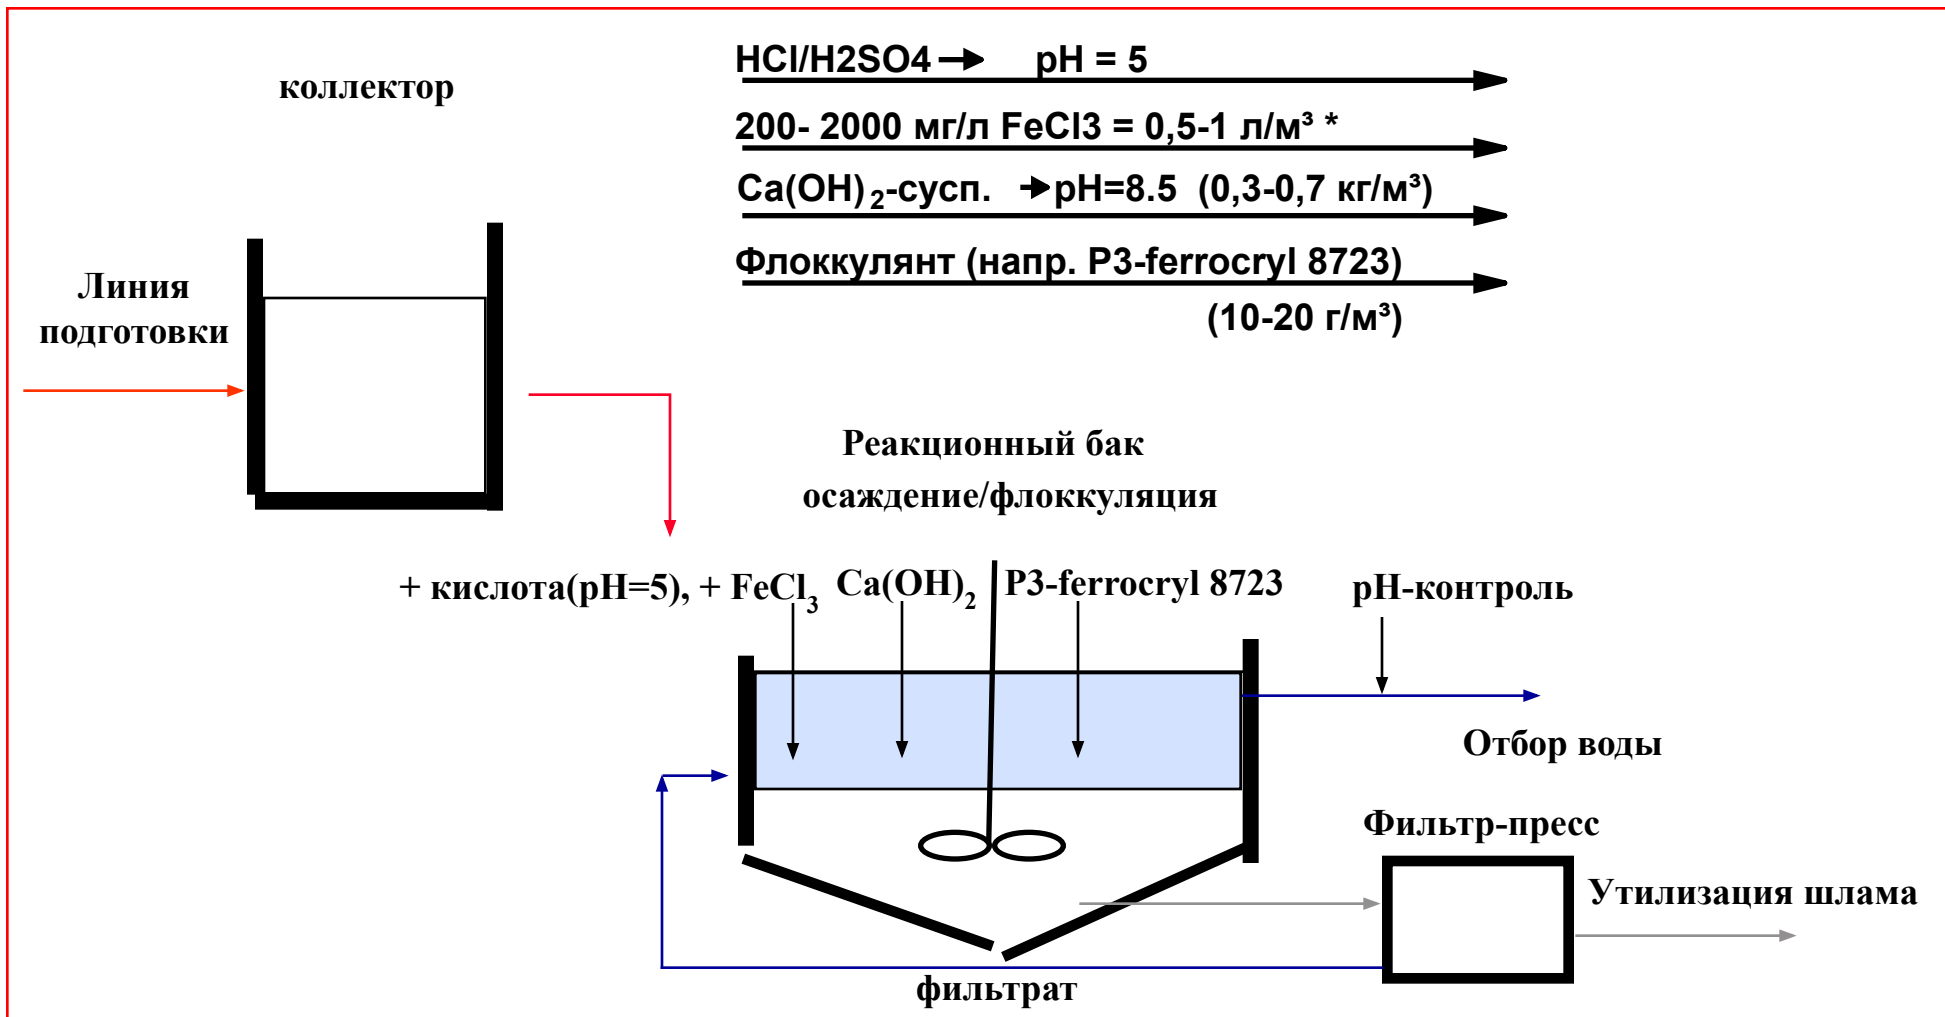 коллектор
HCl/H2SO4 → pH = 5
200- 2000 мг/л FeCl3 = 0,5-1 л/м³ *
Ca(OH)₂-сусп. →pH=8.5 (0,3-0,7 кг/м³)
Флоккулянт (напр. P3-ferrocryl 8723)
(10-20 г/м³)
Линия
подготовки
Реакционный бак
осаждение/флоккуляция
+ кислота(pH=5), + FeCl₃
Ca(OH)₂
P3-ferrocryl 8723
pH-контроль
Отбор воды
Фильтр-пресс
Утилизация шлама
фильтрат